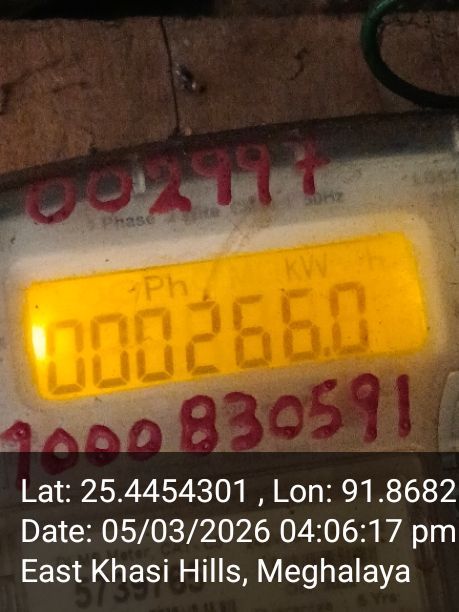 002997
Phase
Ph kW h
000266.0
1000830591
Lat: 25.4454301 , Lon: 91.8682
Date: 05/03/2026 04:06:17 pm
East Khasi Hills, Meghalaya